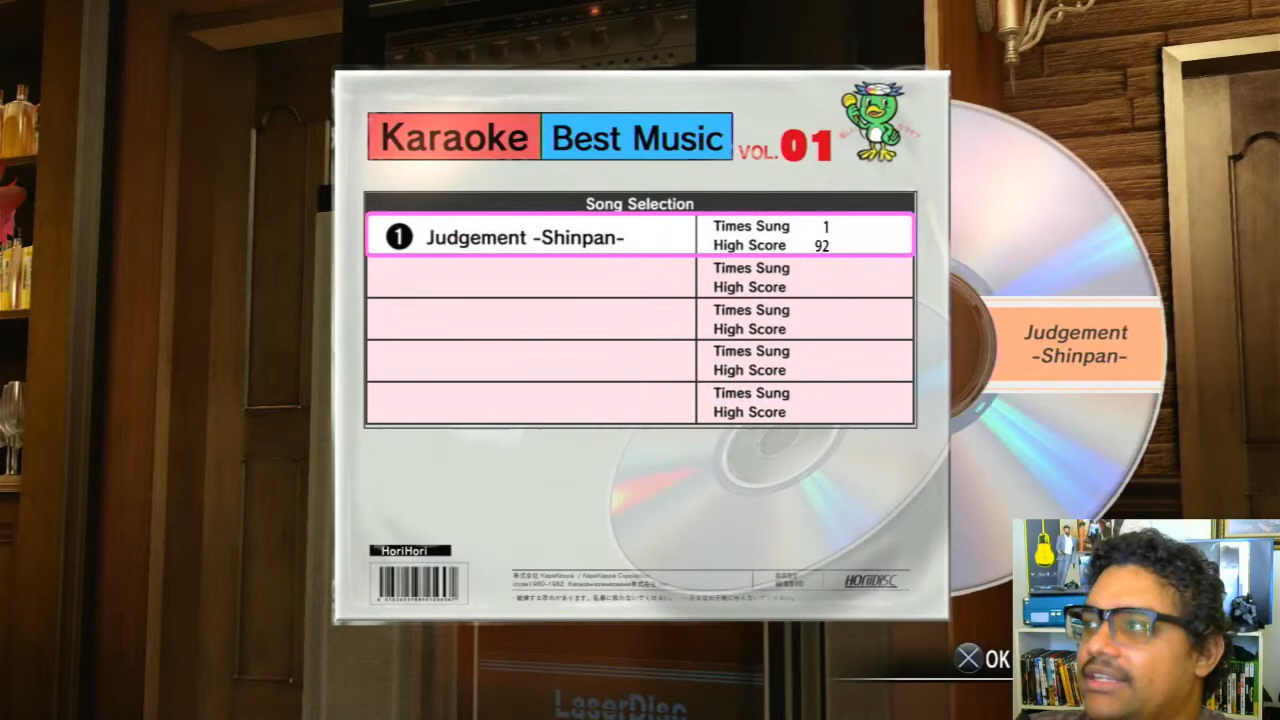 Karaoke Best Music VOL.01
Song Selection
1 Judgement -Shinpan-
Times Sung 1
High Score 92
Times Sung
High Score
Times Sung
High Score
Times Sung
High Score
Times Sung
High Score
Judgement
-Shinpan-
HoriHori
HORIDISC
OK
LaserDisc